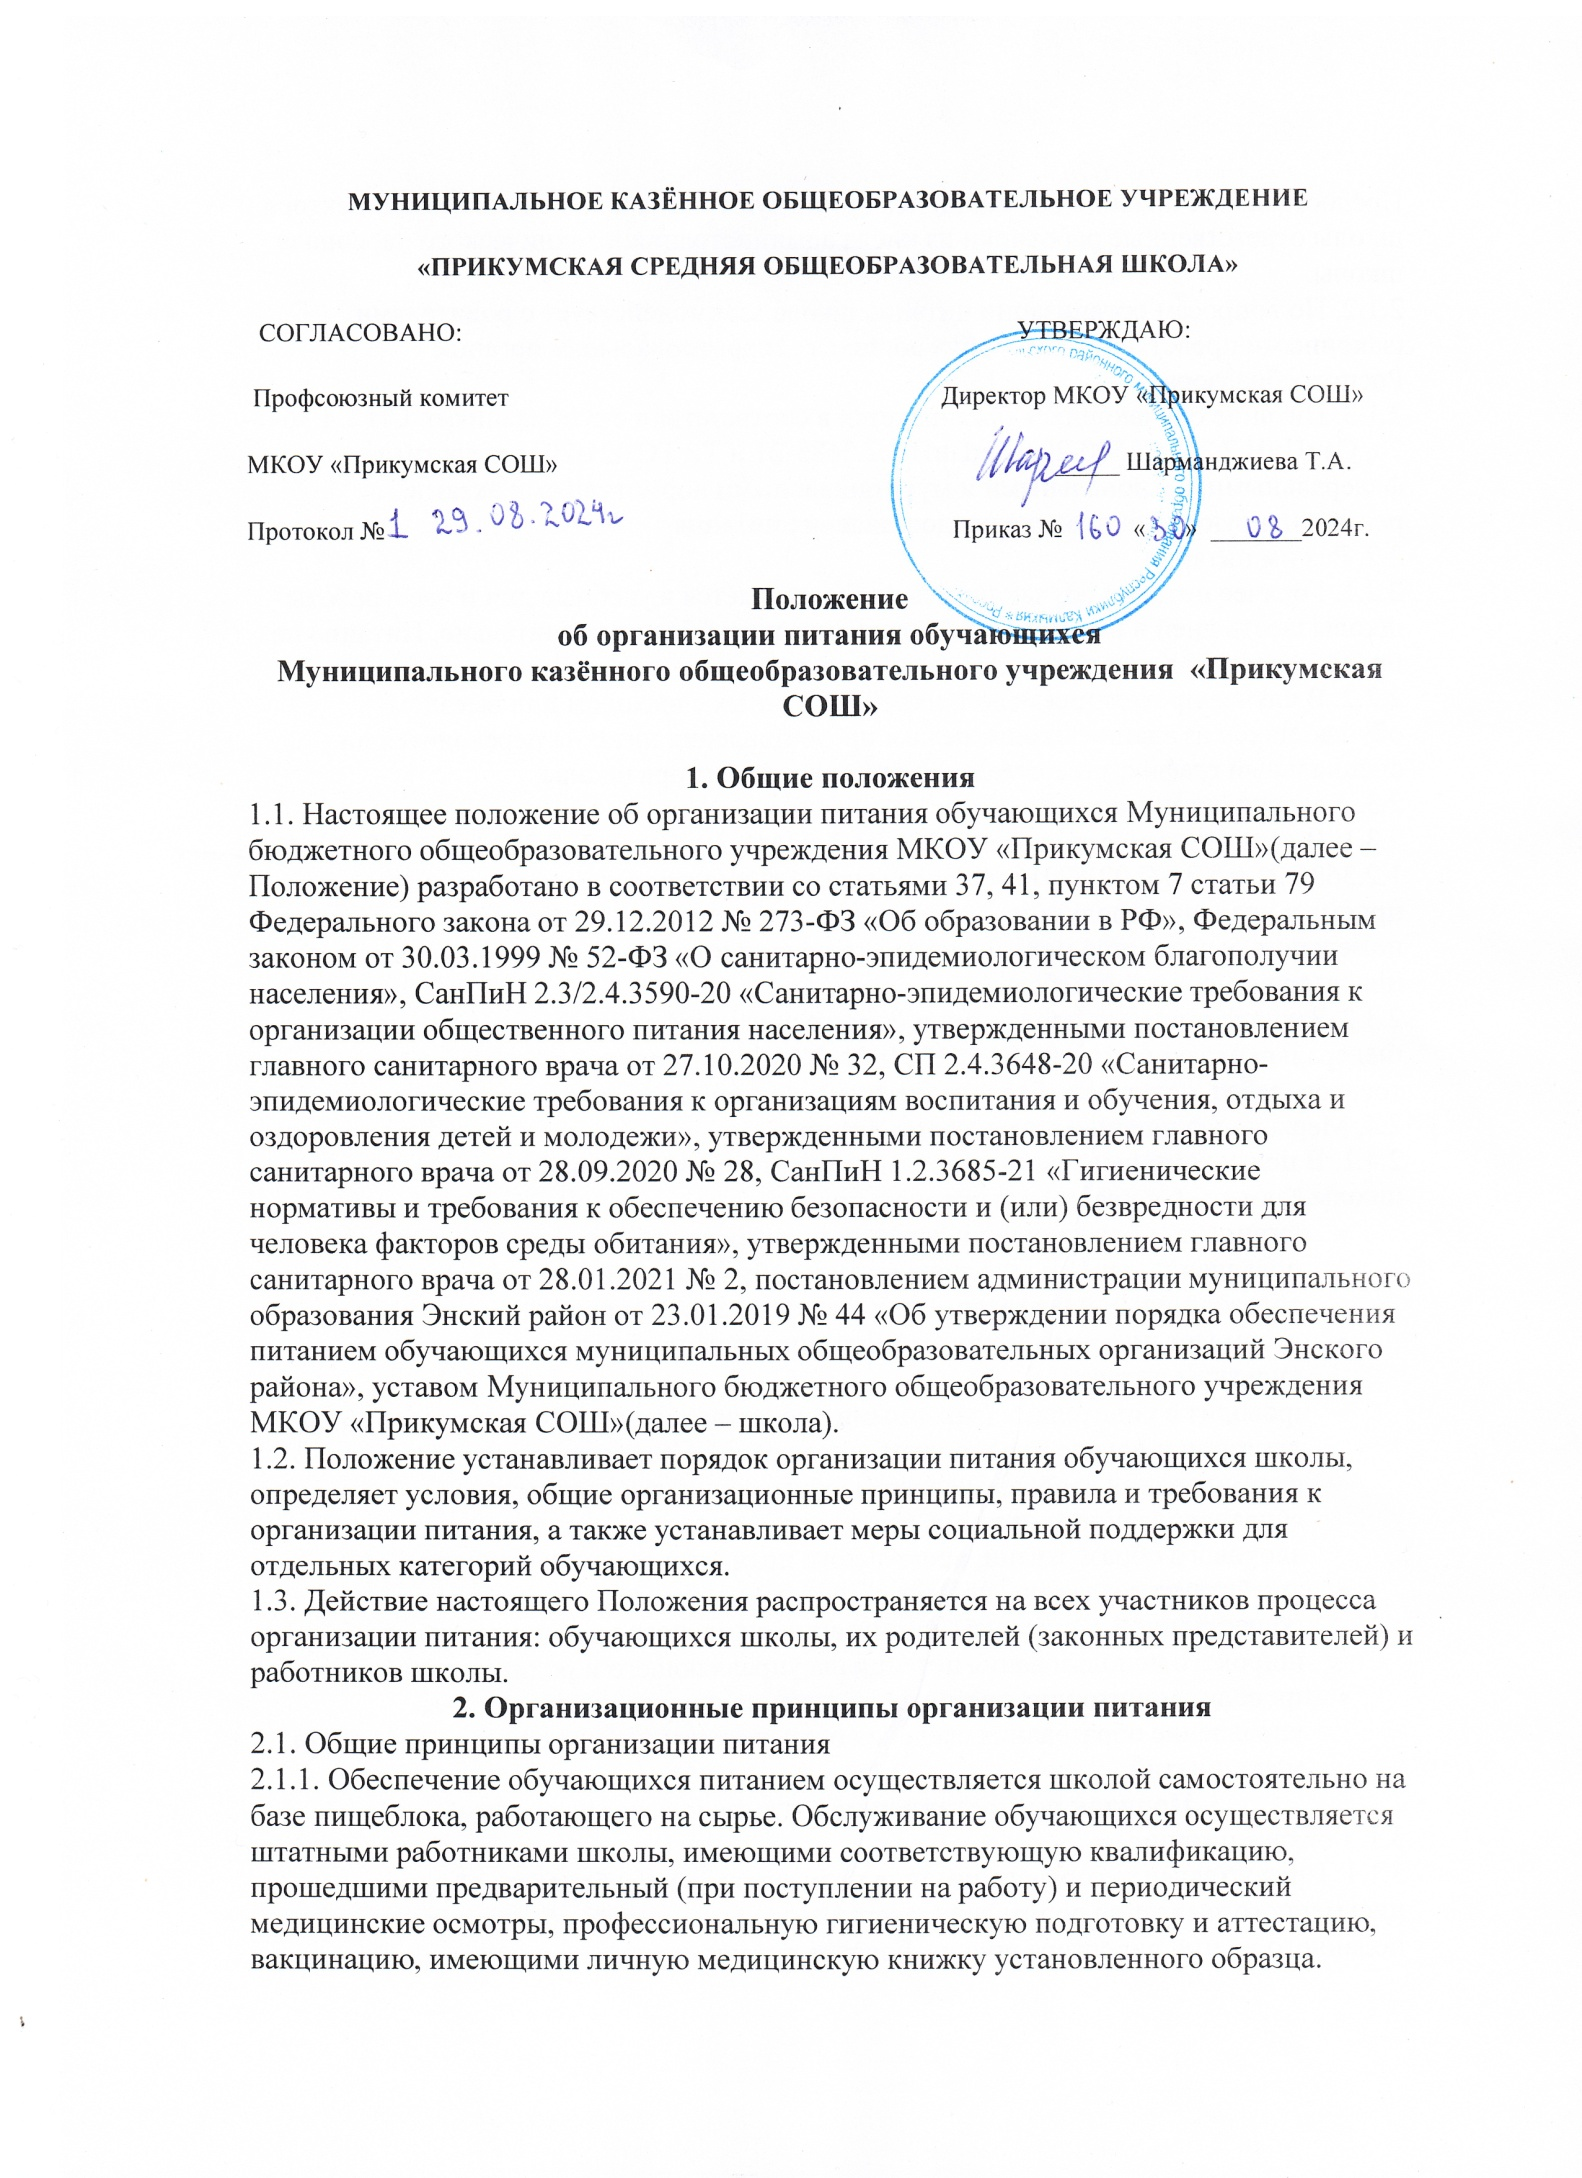 МУНИЦИПАЛЬНОЕ КАЗЁННОЕ ОБЩЕОБРАЗОВАТЕЛЬНОЕ УЧРЕЖДЕНИЕ
«ПРИКУМСКАЯ СРЕДНЯЯ ОБЩЕОБРАЗОВАТЕЛЬНАЯ ШКОЛА»
СОГЛАСОВАНО: УТВЕРЖДАЮ:
Профсоюзный комитет Директор МКОУ «Прикумская СОШ»
МКОУ «Прикумская СОШ» _____ Шарманджиева Т.А.
Протокол № 1 29.08.2024г Приказ № 160 «30» 08 _______2024г.
районного муниципального образования Республики Калмыкия
Положение
об организации питания обучающихся
Муниципального казённого общеобразовательного учреждения «Прикумская
СОШ»
1. Общие положения
1.1. Настоящее положение об организации питания обучающихся Муниципального
бюджетного общеобразовательного учреждения МКОУ «Прикумская СОШ»(далее –
Положение) разработано в соответствии со статьями 37, 41, пунктом 7 статьи 79
Федерального закона от 29.12.2012 № 273-ФЗ «Об образовании в РФ», Федеральным
законом от 30.03.1999 № 52-ФЗ «О санитарно-эпидемиологическом благополучии
населения», СанПиН 2.3/2.4.3590-20 «Санитарно-эпидемиологические требования к
организации общественного питания населения», утвержденными постановлением
главного санитарного врача от 27.10.2020 № 32, СП 2.4.3648-20 «Санитарно-
эпидемиологические требования к организациям воспитания и обучения, отдыха и
оздоровления детей и молодежи», утвержденными постановлением главного
санитарного врача от 28.09.2020 № 28, СанПиН 1.2.3685-21 «Гигиенические
нормативы и требования к обеспечению безопасности и (или) безвредности для
человека факторов среды обитания», утвержденными постановлением главного
санитарного врача от 28.01.2021 № 2, постановлением администрации муниципального
образования Энский район от 23.01.2019 № 44 «Об утверждении порядка обеспечения
питанием обучающихся муниципальных общеобразовательных организаций Энского
района», уставом Муниципального бюджетного общеобразовательного учреждения
МКОУ «Прикумская СОШ»(далее – школа).
1.2. Положение устанавливает порядок организации питания обучающихся школы,
определяет условия, общие организационные принципы, правила и требования к
организации питания, а также устанавливает меры социальной поддержки для
отдельных категорий обучающихся.
1.3. Действие настоящего Положения распространяется на всех участников процесса
организации питания: обучающихся школы, их родителей (законных представителей) и
работников школы.
2. Организационные принципы организации питания
2.1. Общие принципы организации питания
2.1.1. Обеспечение обучающихся питанием осуществляется школой самостоятельно на
базе пищеблока, работающего на сырье. Обслуживание обучающихся осуществляется
штатными работниками школы, имеющими соответствующую квалификацию,
прошедшими предварительный (при поступлении на работу) и периодический
медицинские осмотры, профессиональную гигиеническую подготовку и аттестацию,
вакцинацию, имеющими личную медицинскую книжку установленного образца.